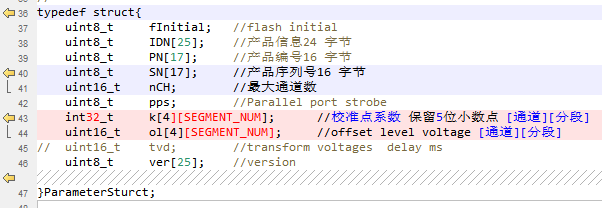 36 typedef struct{
37 uint8_t fInitial; //flash initial
38 uint8_t IDN[25]; //产品信息24 字节
39 uint8_t PN[17]; //产品编号16 字节
40 uint8_t SN[17]; //产品序列号16 字节
41 uint16_t nCH; //最大通道数
42 uint8_t pps; //Parallel port strobe
43 int32_t k[4][SEGMENT_NUM]; //校准点系数 保留5位小数点 [通道][分段]
44 uint16_t ol[4][SEGMENT_NUM]; //offset level voltage [通道][分段]
45 // uint16_t tvd; //transform voltages delay ms
46 uint8_t ver[25]; //version
47 }ParameterSturct;